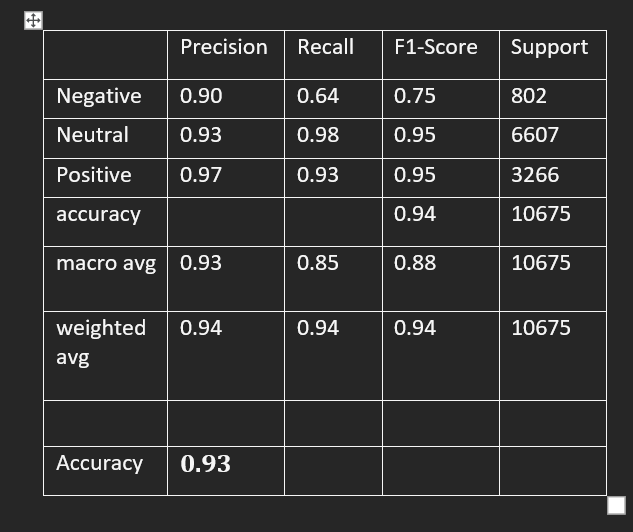 Precision Recall F1-Score Support
Negative 0.90 0.64 0.75 802
Neutral 0.93 0.98 0.95 6607
Positive 0.97 0.93 0.95 3266
accuracy 0.94 10675
macro avg 0.93 0.85 0.88 10675
weighted 0.94 0.94 0.94 10675
avg
Accuracy 0.93